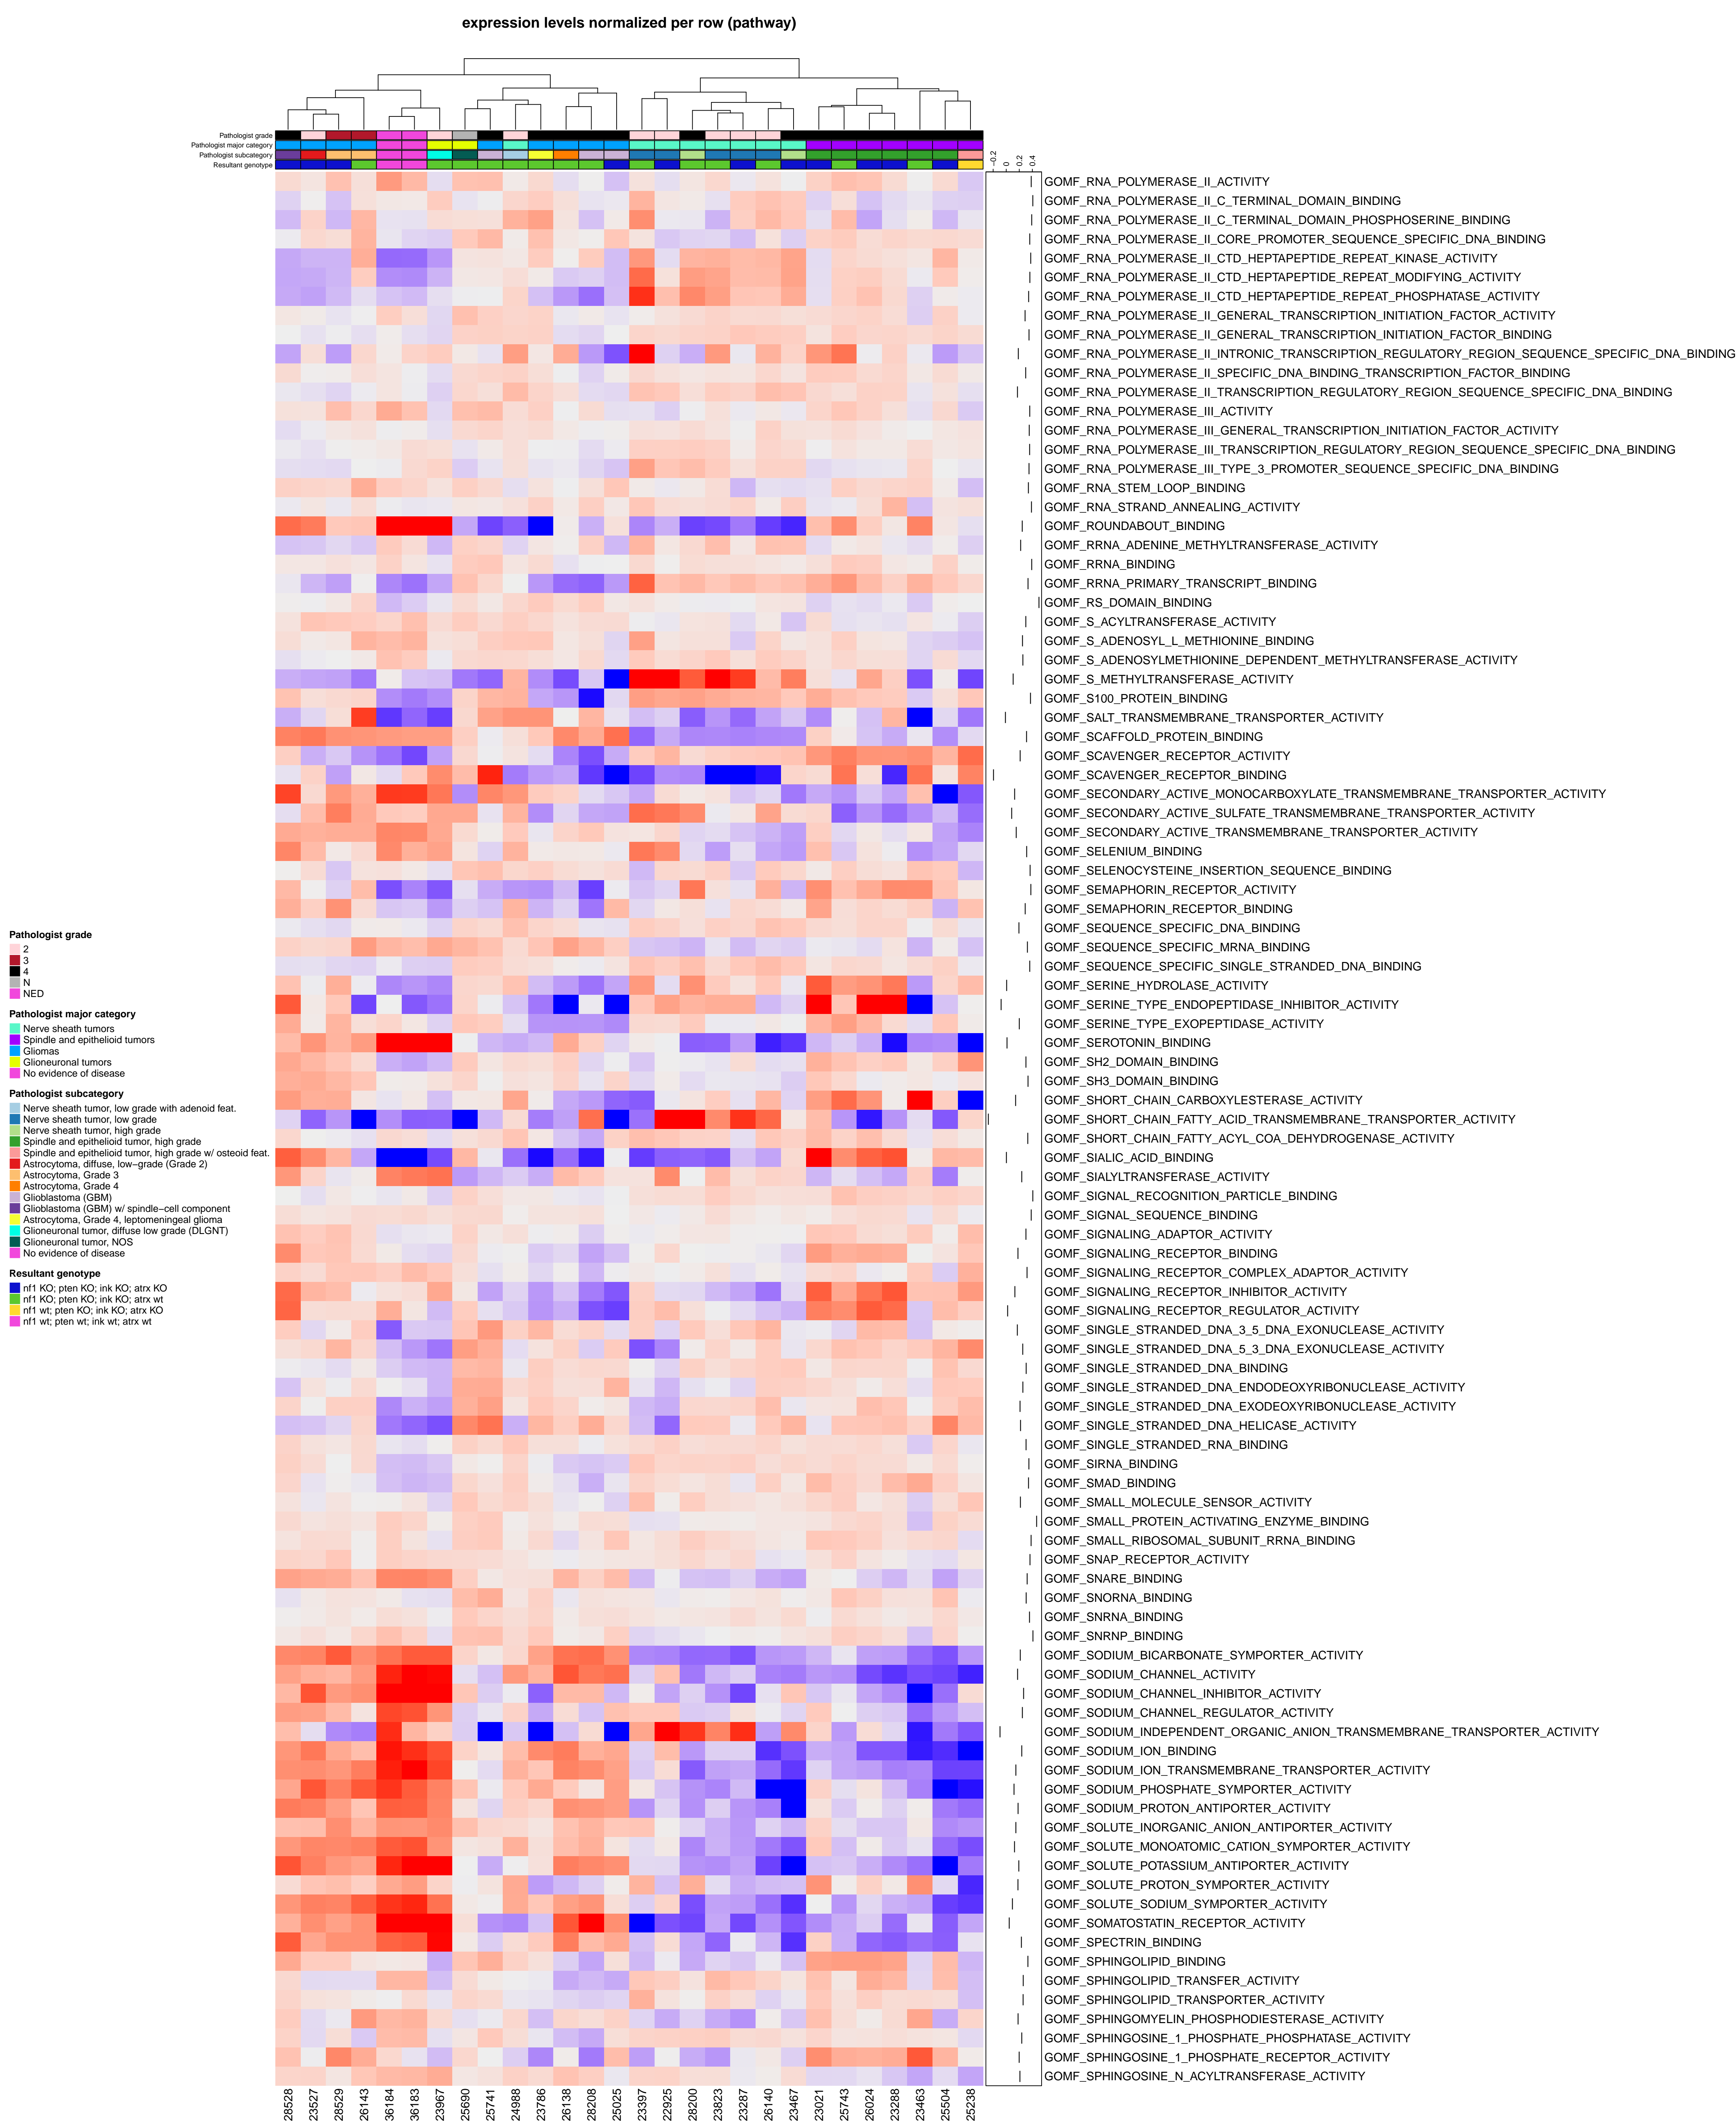 expression levels normalized per row (pathway)
Pathologist grade
Pathologist major category
Pathologist subcategory
Resultant genotype
−0.2
0
0.2
0.4
GOMF_RNA_POLYMERASE_II_ACTIVITY
GOMF_RNA_POLYMERASE_II_C_TERMINAL_DOMAIN_BINDING
GOMF_RNA_POLYMERASE_II_C_TERMINAL_DOMAIN_PHOSPHOSERINE_BINDING
GOMF_RNA_POLYMERASE_II_CORE_PROMOTER_SEQUENCE_SPECIFIC_DNA_BINDING
GOMF_RNA_POLYMERASE_II_CTD_HEPTAPEPTIDE_REPEAT_KINASE_ACTIVITY
GOMF_RNA_POLYMERASE_II_CTD_HEPTAPEPTIDE_REPEAT_MODIFYING_ACTIVITY
GOMF_RNA_POLYMERASE_II_CTD_HEPTAPEPTIDE_REPEAT_PHOSPHATASE_ACTIVITY
GOMF_RNA_POLYMERASE_II_GENERAL_TRANSCRIPTION_INITIATION_FACTOR_ACTIVITY
GOMF_RNA_POLYMERASE_II_GENERAL_TRANSCRIPTION_INITIATION_FACTOR_BINDING
GOMF_RNA_POLYMERASE_II_INTRONIC_TRANSCRIPTION_REGULATORY_REGION_SEQUENCE_SPECIFIC_DNA_BINDING
GOMF_RNA_POLYMERASE_II_SPECIFIC_DNA_BINDING_TRANSCRIPTION_FACTOR_BINDING
GOMF_RNA_POLYMERASE_II_TRANSCRIPTION_REGULATORY_REGION_SEQUENCE_SPECIFIC_DNA_BINDING
GOMF_RNA_POLYMERASE_III_ACTIVITY
GOMF_RNA_POLYMERASE_III_GENERAL_TRANSCRIPTION_INITIATION_FACTOR_ACTIVITY
GOMF_RNA_POLYMERASE_III_TRANSCRIPTION_REGULATORY_REGION_SEQUENCE_SPECIFIC_DNA_BINDING
GOMF_RNA_POLYMERASE_III_TYPE_3_PROMOTER_SEQUENCE_SPECIFIC_DNA_BINDING
GOMF_RNA_STEM_LOOP_BINDING
GOMF_RNA_STRAND_ANNEALING_ACTIVITY
GOMF_ROUNDABOUT_BINDING
GOMF_RRNA_ADENINE_METHYLTRANSFERASE_ACTIVITY
GOMF_RRNA_BINDING
GOMF_RRNA_PRIMARY_TRANSCRIPT_BINDING
GOMF_RS_DOMAIN_BINDING
GOMF_S_ACYLTRANSFERASE_ACTIVITY
GOMF_S_ADENOSYL_L_METHIONINE_BINDING
GOMF_S_ADENOSYLMETHIONINE_DEPENDENT_METHYLTRANSFERASE_ACTIVITY
GOMF_S_METHYLTRANSFERASE_ACTIVITY
GOMF_S100_PROTEIN_BINDING
GOMF_SALT_TRANSMEMBRANE_TRANSPORTER_ACTIVITY
GOMF_SCAFFOLD_PROTEIN_BINDING
GOMF_SCAVENGER_RECEPTOR_ACTIVITY
GOMF_SCAVENGER_RECEPTOR_BINDING
GOMF_SECONDARY_ACTIVE_MONOCARBOXYLATE_TRANSMEMBRANE_TRANSPORTER_ACTIVITY
GOMF_SECONDARY_ACTIVE_SULFATE_TRANSMEMBRANE_TRANSPORTER_ACTIVITY
GOMF_SECONDARY_ACTIVE_TRANSMEMBRANE_TRANSPORTER_ACTIVITY
GOMF_SELENIUM_BINDING
GOMF_SELENOCYSTEINE_INSERTION_SEQUENCE_BINDING
GOMF_SEMAPHORIN_RECEPTOR_ACTIVITY
GOMF_SEMAPHORIN_RECEPTOR_BINDING
GOMF_SEQUENCE_SPECIFIC_DNA_BINDING
GOMF_SEQUENCE_SPECIFIC_MRNA_BINDING
GOMF_SEQUENCE_SPECIFIC_SINGLE_STRANDED_DNA_BINDING
GOMF_SERINE_HYDROLASE_ACTIVITY
GOMF_SERINE_TYPE_ENDOPEPTIDASE_INHIBITOR_ACTIVITY
GOMF_SERINE_TYPE_EXOPEPTIDASE_ACTIVITY
GOMF_SEROTONIN_BINDING
GOMF_SH2_DOMAIN_BINDING
GOMF_SH3_DOMAIN_BINDING
GOMF_SHORT_CHAIN_CARBOXYLESTERASE_ACTIVITY
GOMF_SHORT_CHAIN_FATTY_ACID_TRANSMEMBRANE_TRANSPORTER_ACTIVITY
GOMF_SHORT_CHAIN_FATTY_ACYL_COA_DEHYDROGENASE_ACTIVITY
GOMF_SIALIC_ACID_BINDING
GOMF_SIALYLTRANSFERASE_ACTIVITY
GOMF_SIGNAL_RECOGNITION_PARTICLE_BINDING
GOMF_SIGNAL_SEQUENCE_BINDING
GOMF_SIGNALING_ADAPTOR_ACTIVITY
GOMF_SIGNALING_RECEPTOR_BINDING
GOMF_SIGNALING_RECEPTOR_COMPLEX_ADAPTOR_ACTIVITY
GOMF_SIGNALING_RECEPTOR_INHIBITOR_ACTIVITY
GOMF_SIGNALING_RECEPTOR_REGULATOR_ACTIVITY
GOMF_SINGLE_STRANDED_DNA_3_5_DNA_EXONUCLEASE_ACTIVITY
GOMF_SINGLE_STRANDED_DNA_5_3_DNA_EXONUCLEASE_ACTIVITY
GOMF_SINGLE_STRANDED_DNA_BINDING
GOMF_SINGLE_STRANDED_DNA_ENDODEOXYRIBONUCLEASE_ACTIVITY
GOMF_SINGLE_STRANDED_DNA_EXODEOXYRIBONUCLEASE_ACTIVITY
GOMF_SINGLE_STRANDED_DNA_HELICASE_ACTIVITY
GOMF_SINGLE_STRANDED_RNA_BINDING
GOMF_SIRNA_BINDING
GOMF_SMAD_BINDING
GOMF_SMALL_MOLECULE_SENSOR_ACTIVITY
GOMF_SMALL_PROTEIN_ACTIVATING_ENZYME_BINDING
GOMF_SMALL_RIBOSOMAL_SUBUNIT_RRNA_BINDING
GOMF_SNAP_RECEPTOR_ACTIVITY
GOMF_SNARE_BINDING
GOMF_SNORNA_BINDING
GOMF_SNRNA_BINDING
GOMF_SNRNP_BINDING
GOMF_SODIUM_BICARBONATE_SYMPORTER_ACTIVITY
GOMF_SODIUM_CHANNEL_ACTIVITY
GOMF_SODIUM_CHANNEL_INHIBITOR_ACTIVITY
GOMF_SODIUM_CHANNEL_REGULATOR_ACTIVITY
GOMF_SODIUM_INDEPENDENT_ORGANIC_ANION_TRANSMEMBRANE_TRANSPORTER_ACTIVITY
GOMF_SODIUM_ION_BINDING
GOMF_SODIUM_ION_TRANSMEMBRANE_TRANSPORTER_ACTIVITY
GOMF_SODIUM_PHOSPHATE_SYMPORTER_ACTIVITY
GOMF_SODIUM_PROTON_ANTIPORTER_ACTIVITY
GOMF_SOLUTE_INORGANIC_ANION_ANTIPORTER_ACTIVITY
GOMF_SOLUTE_MONOATOMIC_CATION_SYMPORTER_ACTIVITY
GOMF_SOLUTE_POTASSIUM_ANTIPORTER_ACTIVITY
GOMF_SOLUTE_PROTON_SYMPORTER_ACTIVITY
GOMF_SOLUTE_SODIUM_SYMPORTER_ACTIVITY
GOMF_SOMATOSTATIN_RECEPTOR_ACTIVITY
GOMF_SPECTRIN_BINDING
GOMF_SPHINGOLIPID_BINDING
GOMF_SPHINGOLIPID_TRANSFER_ACTIVITY
GOMF_SPHINGOLIPID_TRANSPORTER_ACTIVITY
GOMF_SPHINGOMYELIN_PHOSPHODIESTERASE_ACTIVITY
GOMF_SPHINGOSINE_1_PHOSPHATE_PHOSPHATASE_ACTIVITY
GOMF_SPHINGOSINE_1_PHOSPHATE_RECEPTOR_ACTIVITY
GOMF_SPHINGOSINE_N_ACYLTRANSFERASE_ACTIVITY
Pathologist grade
2
3
4
N
NED
Pathologist major category
Nerve sheath tumors
Spindle and epithelioid tumors
Gliomas
Glioneuronal tumors
No evidence of disease
Pathologist subcategory
Nerve sheath tumor, low grade with adenoid feat.
Nerve sheath tumor, low grade
Nerve sheath tumor, high grade
Spindle and epithelioid tumor, high grade
Spindle and epithelioid tumor, high grade w/ osteoid feat.
Astrocytoma, diffuse, low−grade (Grade 2)
Astrocytoma, Grade 3
Astrocytoma, Grade 4
Glioblastoma (GBM)
Glioblastoma (GBM) w/ spindle−cell component
Astrocytoma, Grade 4, leptomeningeal glioma
Glioneuronal tumor, diffuse low grade (DLGNT)
Glioneuronal tumor, NOS
No evidence of disease
Resultant genotype
nf1 KO; pten KO; ink KO; atrx KO
nf1 KO; pten KO; ink KO; atrx wt
nf1 wt; pten KO; ink KO; atrx KO
nf1 wt; pten wt; ink wt; atrx wt
28528
23527
28529
26143
36184
36183
23967
25690
25741
24988
23786
26138
28208
25025
23397
22925
28200
23823
23287
26140
23467
23021
25743
26024
23288
23463
25504
25238